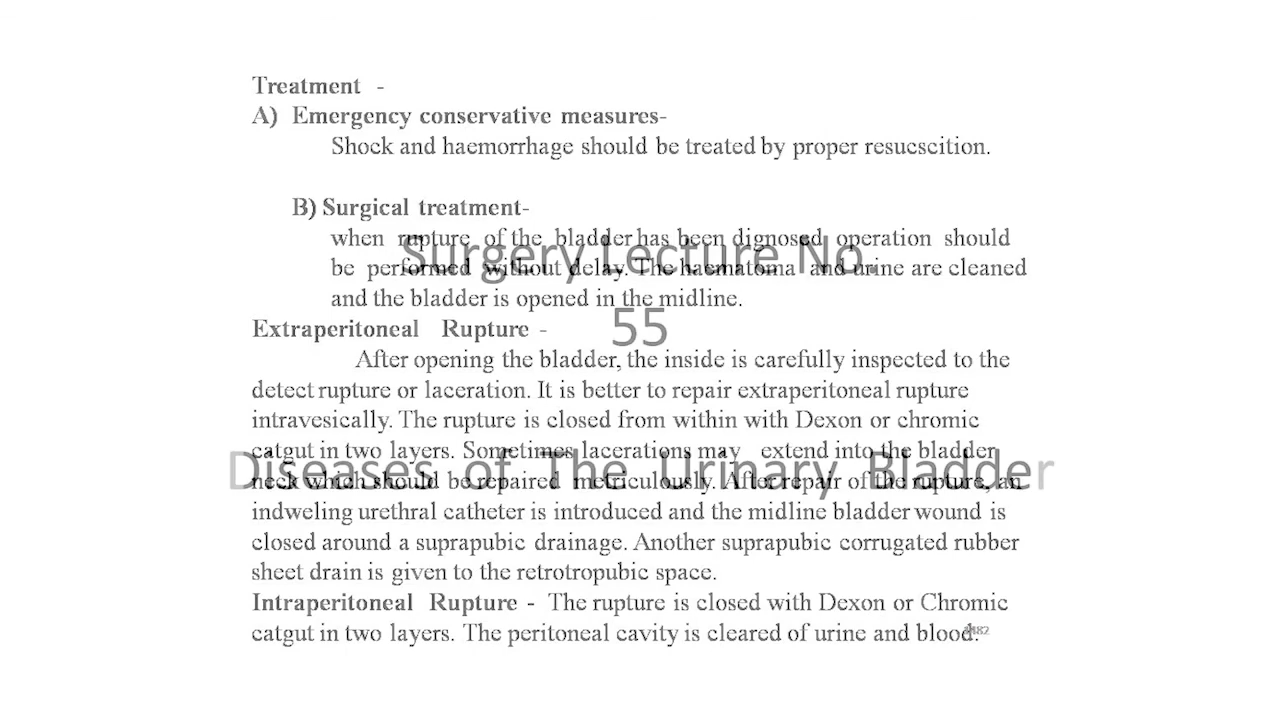 Treatment -
A) Emergency conservative measures-
Shock and haemorrhage should be treated by proper resucscition.
B) Surgical treatment-
when rupture of the bladder has been dignosed operation should
be performed without delay. The haematoma and urine are cleaned
and the bladder is opened in the midline.
Extraperitoneal Rupture -
After opening the bladder, the inside is carefully inspected to the
detect rupture or laceration. It is better to repair extraperitoneal rupture
intravesically. The rupture is closed from within with Dexon or chromic
catgut in two layers. Sometimes lacerations may extend into the bladder
neck which should be repaired metriculously. After repair of the rupture, an
indweling urethral catheter is introduced and the midline bladder wound is
closed around a suprapubic drainage. Another suprapubic corrugated rubber
sheet drain is given to the retrotropubic space.
Intraperitoneal Rupture - The rupture is closed with Dexon or Chromic
catgut in two layers. The peritoneal cavity is cleared of urine and blood.
Surgery Lecture No.
55
Diseases of The Urinary Bladder